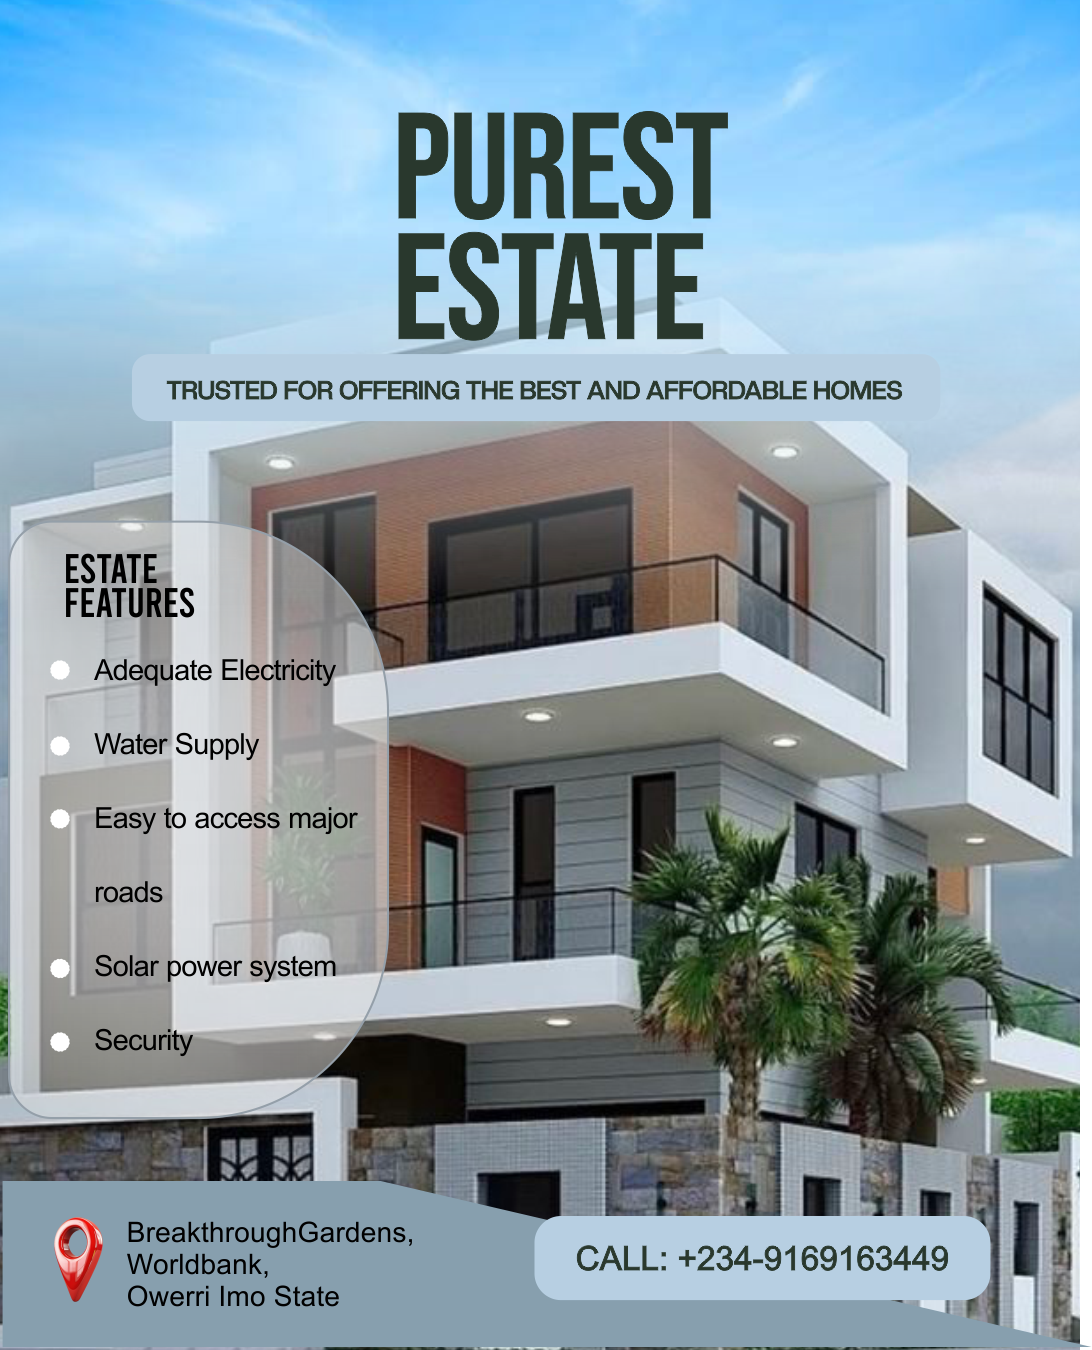 PUREST
ESTATE
TRUSTED FOR OFFERING THE BEST AND AFFORDABLE HOMES
ESTATE
FEATURES
Adequate Electricity
Water Supply
Easy to access major
roads
Solar power system
Security
BreakthroughGardens,
Worldbank,
Owerri Imo State
CALL: +234-9169163449